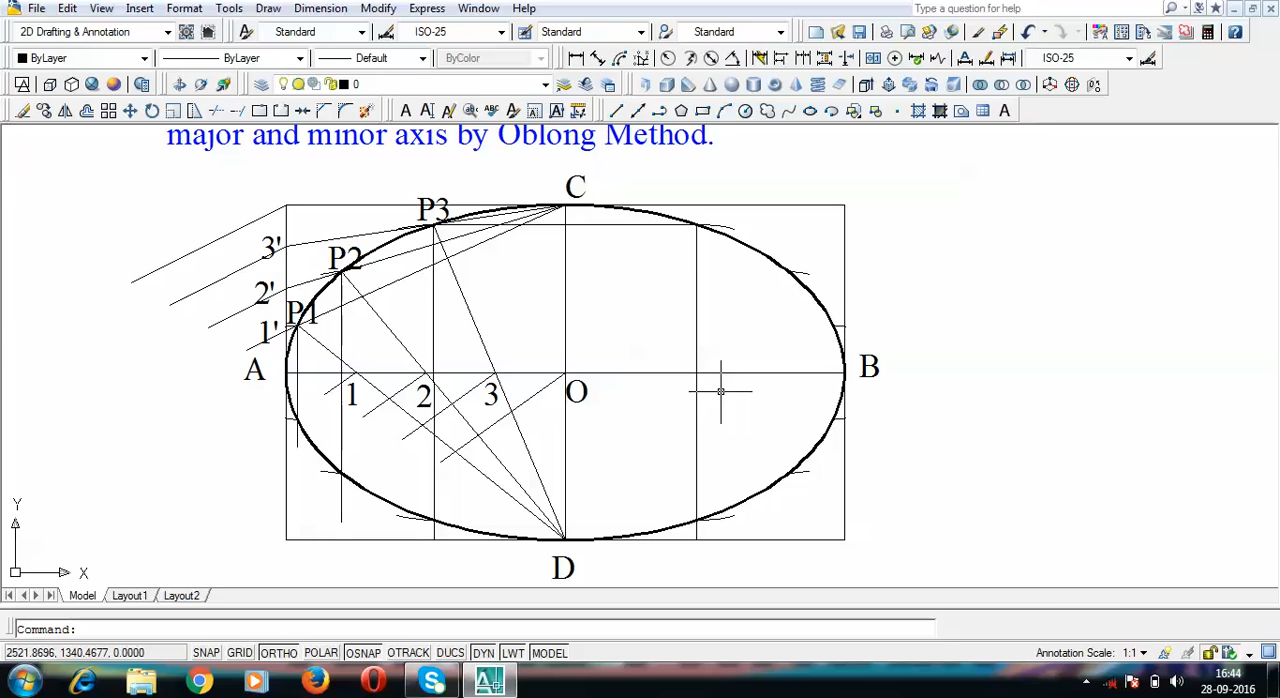 File Edit View Insert Format Tools Draw Dimension Modify Express Window Help Type a question for help
2D Drafting & Annotation Standard ISO-25 Standard Standard
ByLayer ByLayer Default ByColor ISO-25
0
major and minor axis by Oblong Method.
C
P3
3'
P2
2'
P1
1'
A B
1 2 3 O
D
Y
X
Model Layout1 Layout2
Command:
2521.8696, 1340.4677, 0.0000 SNAP GRID ORTHO POLAR OSNAP OTRACK DUCS DYN LWT MODEL Annotation Scale: 1:1
16:44
28-09-2016